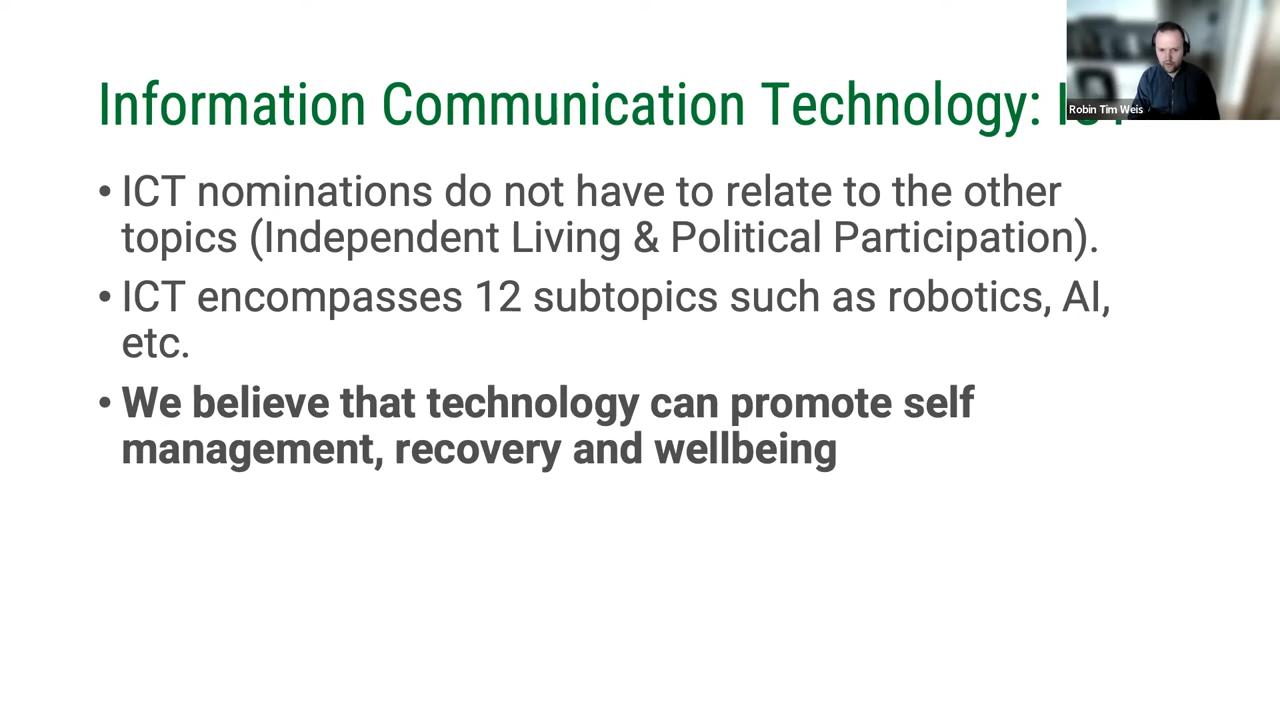 Information Communication Technology:
Robin Tim Weis
• ICT nominations do not have to relate to the other
topics (Independent Living & Political Participation).
• ICT encompasses 12 subtopics such as robotics, AI,
etc.
• We believe that technology can promote self
management, recovery and wellbeing